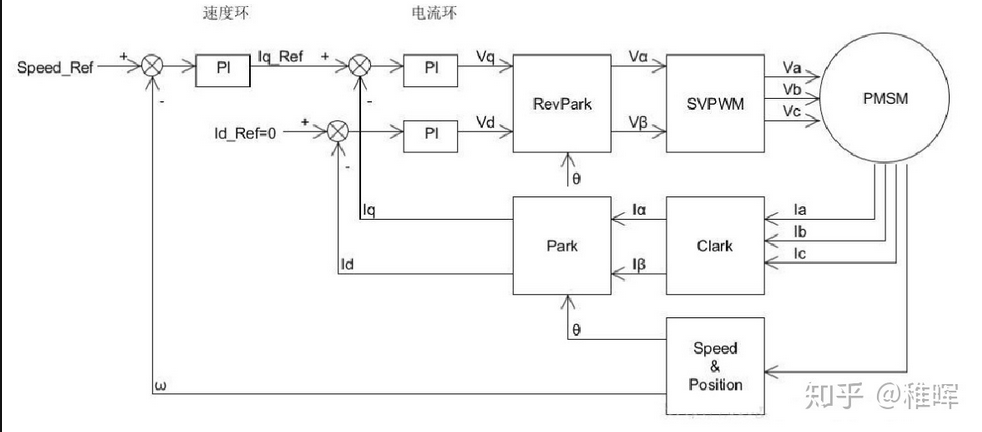 速度环
电流环
Speed_Ref
+
-
PI
Iq_Ref
+
-
PI
Vq
Id_Ref=0
+
-
PI
Vd
RevPark
θ
Vα
Vβ
SVPWM
Va
Vb
Vc
PMSM
Iq
Id
Park
θ
Iα
Iβ
Clark
Ia
Ib
Ic
Speed
&
Position
ω
知乎 @稚晖